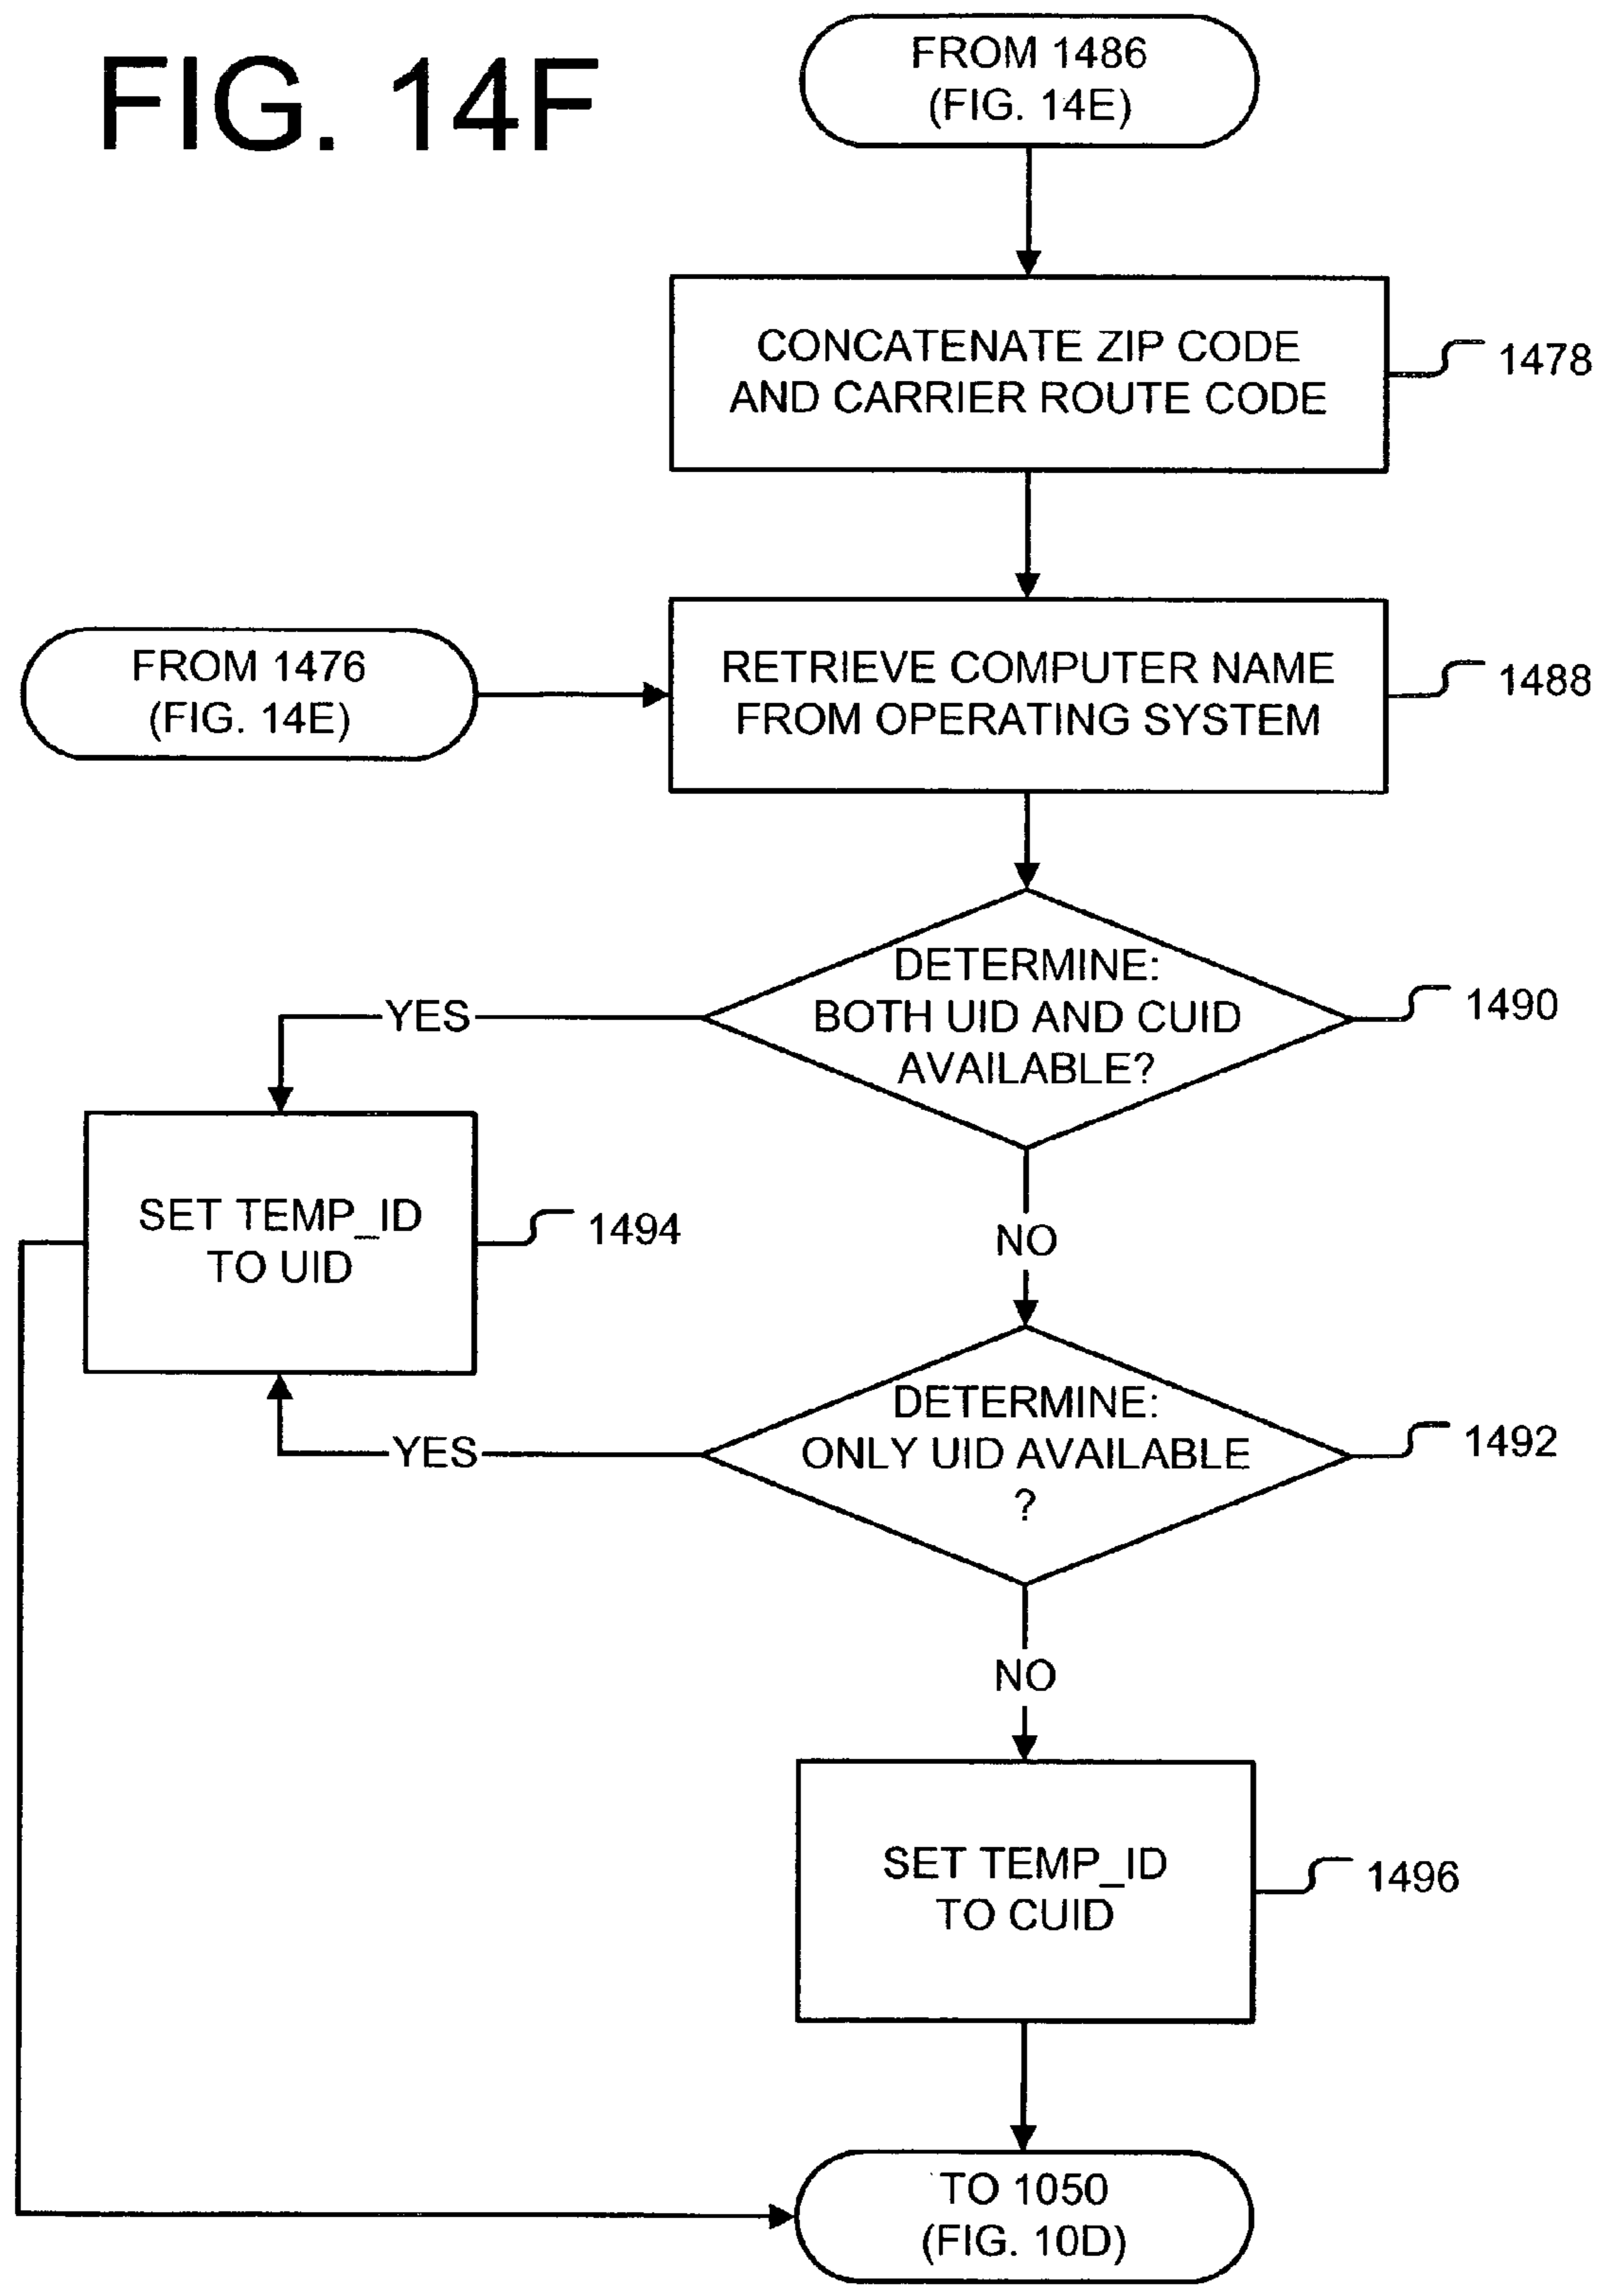 FIG. 14F
FROM 1486
(FIG. 14E)
CONCATENATE ZIP CODE
AND CARRIER ROUTE CODE
1478
FROM 1476
(FIG. 14E)
RETRIEVE COMPUTER NAME
FROM OPERATING SYSTEM
1488
DETERMINE:
BOTH UID AND CUID
AVAILABLE?
1490
YES
SET TEMP_ID
TO UID
1494
NO
DETERMINE:
ONLY UID AVAILABLE
?
1492
YES
NO
SET TEMP_ID
TO CUID
1496
TO 1050
(FIG. 10D)